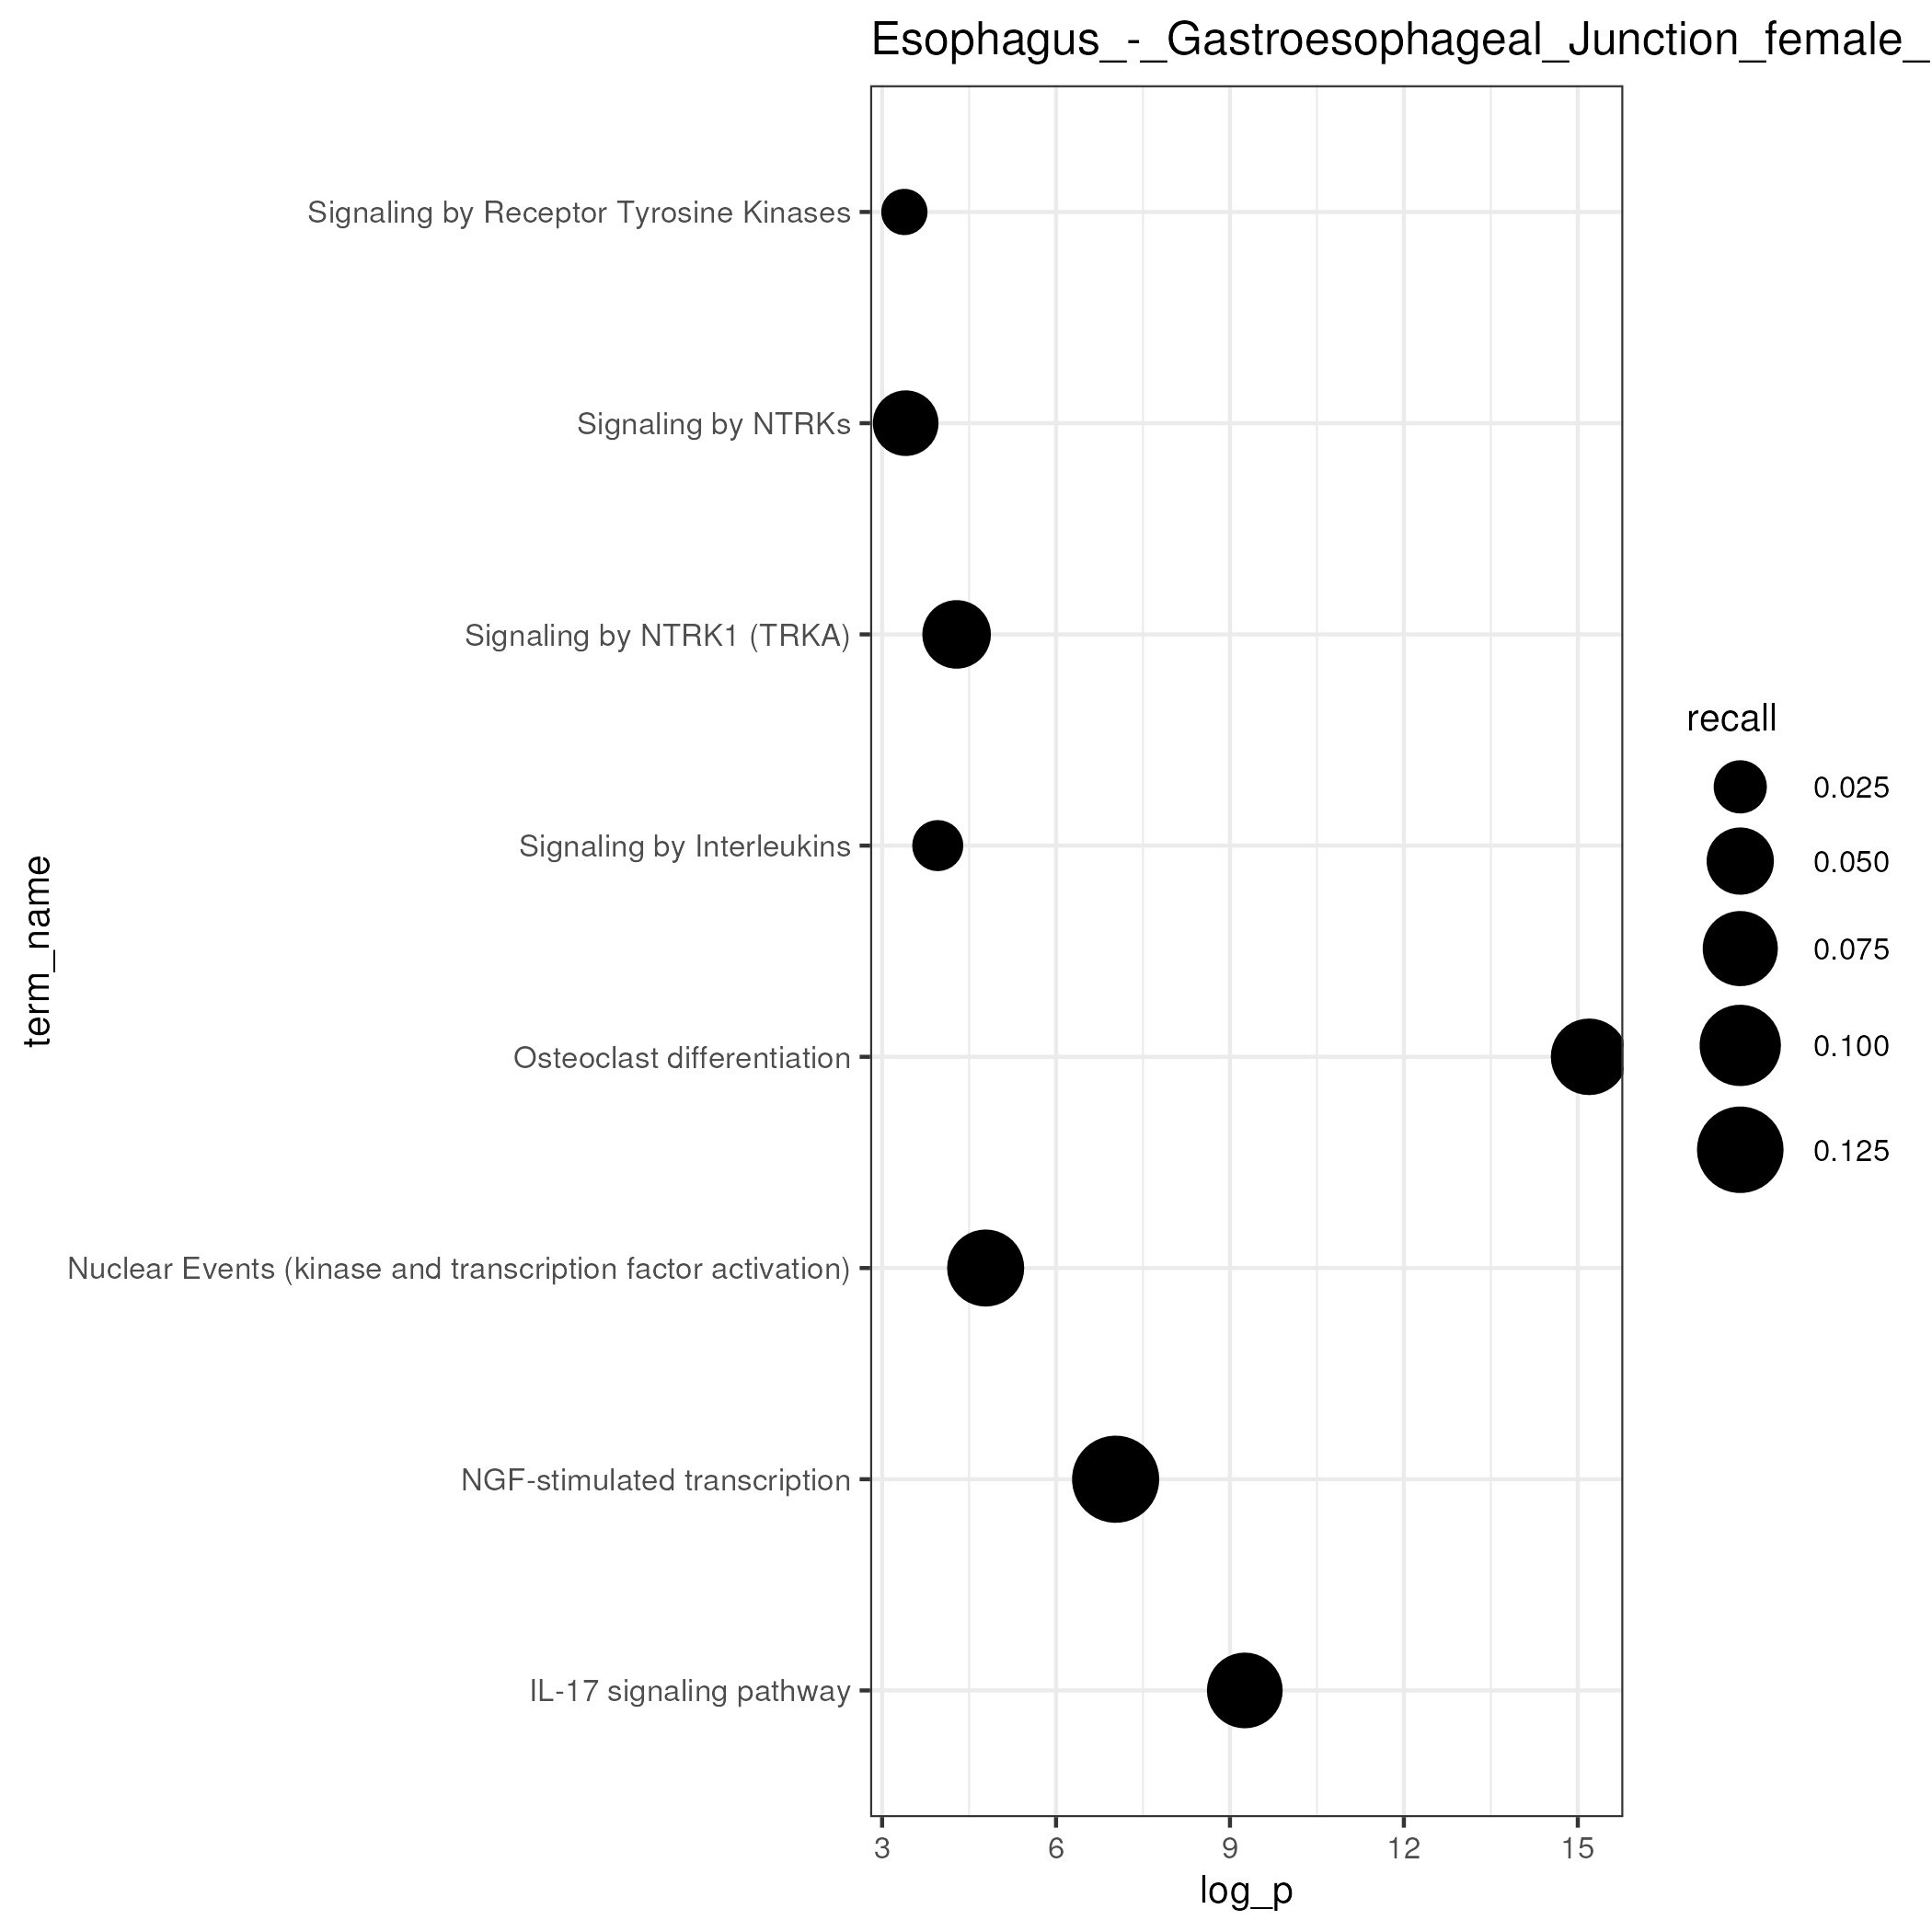 Esophagus_-_Gastroesophageal_Junction_female_
Signaling by Receptor Tyrosine Kinases
Signaling by NTRKs
Signaling by NTRK1 (TRKA)
Signaling by Interleukins
Osteoclast differentiation
Nuclear Events (kinase and transcription factor activation)
NGF-stimulated transcription
IL-17 signaling pathway
term_name
3 6 9 12 15
log_p
recall
0.025
0.050
0.075
0.100
0.125